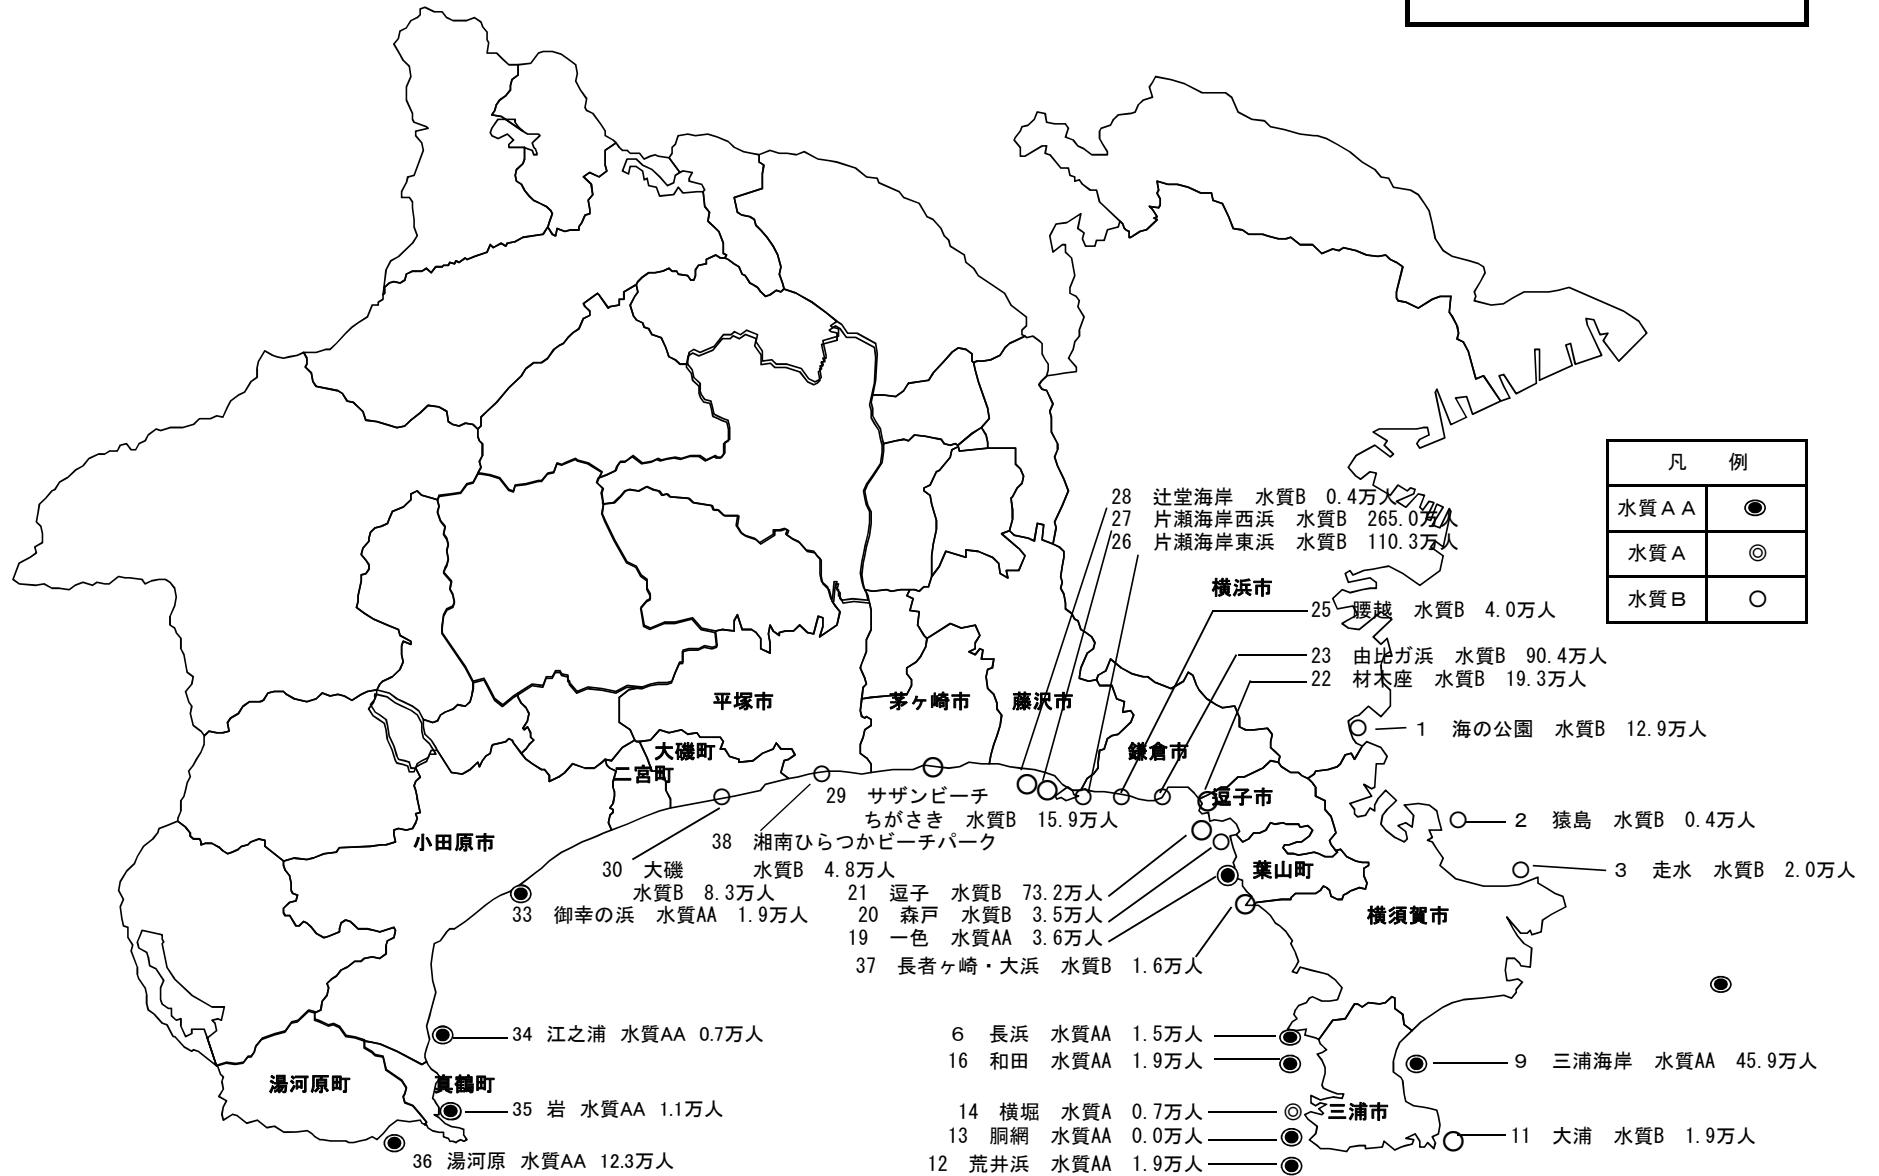 28 辻堂海岸 水質B 0.4万人
27 片瀬海岸西浜 水質B 265.0万人
26 片瀬海岸東浜 水質B 110.3万人
凡 例
水質AA
水質A
水質B
横浜市
25 腰越 水質B 4.0万人
23 由比ガ浜 水質B 90.4万人
22 材木座 水質B 19.3万人
平塚市
茅ヶ崎市
藤沢市
1 海の公園 水質B 12.9万人
大磯町
鎌倉市
二宮町
逗子市
29 サザンビーチ
ちがさき 水質B 15.9万人
2 猿島 水質B 0.4万人
小田原市
38 湘南ひらつかビーチパーク
水質B 4.8万人
30 大磯
水質B 8.3万人
葉山町
3 走水 水質B 2.0万人
21 逗子 水質B 73.2万人
33 御幸の浜 水質AA 1.9万人
20 森戸 水質B 3.5万人
横須賀市
19 一色 水質AA 3.6万人
37 長者ヶ崎・大浜 水質B 1.6万人
34 江之浦 水質AA 0.7万人
6 長浜 水質AA 1.5万人
16 和田 水質AA 1.9万人
9 三浦海岸 水質AA 45.9万人
湯河原町
真鶴町
35 岩 水質AA 1.1万人
14 横堀 水質A 0.7万人
三浦市
13 胴網 水質AA 0.0万人
11 大浦 水質B 1.9万人
36 湯河原 水質AA 12.3万人
12 荒井浜 水質AA 1.9万人